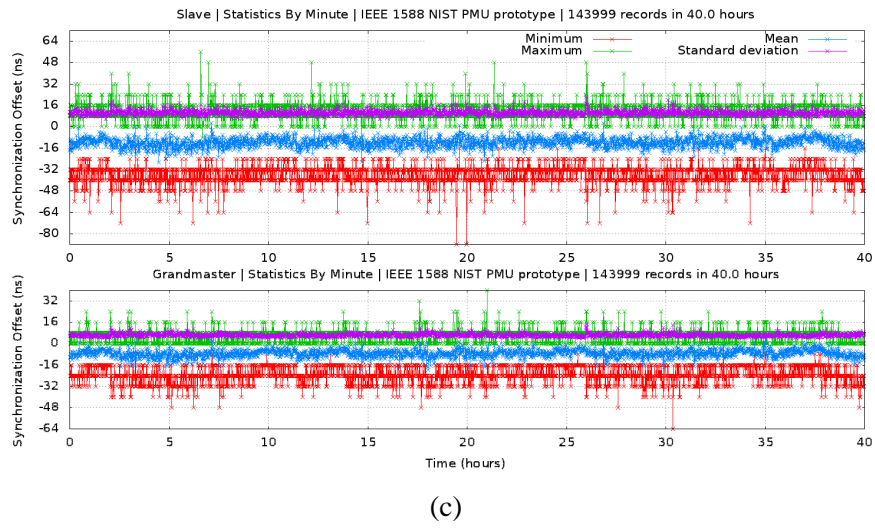 Slave | Statistics By Minute | IEEE 1588 NIST PMU prototype | 143999 records in 40.0 hours
Synchronization Offset (ns)
64
48
32
16
0
-16
-32
-48
-64
-80
Minimum
Maximum
Mean
Standard deviation
0 5 10 15 20 25 30 35 40
Grandmaster | Statistics By Minute | IEEE 1588 NIST PMU prototype | 143999 records in 40.0 hours
Synchronization Offset (ns)
32
16
0
-16
-32
-48
-64
0 5 10 15 20 25 30 35 40
Time (hours)
(c)